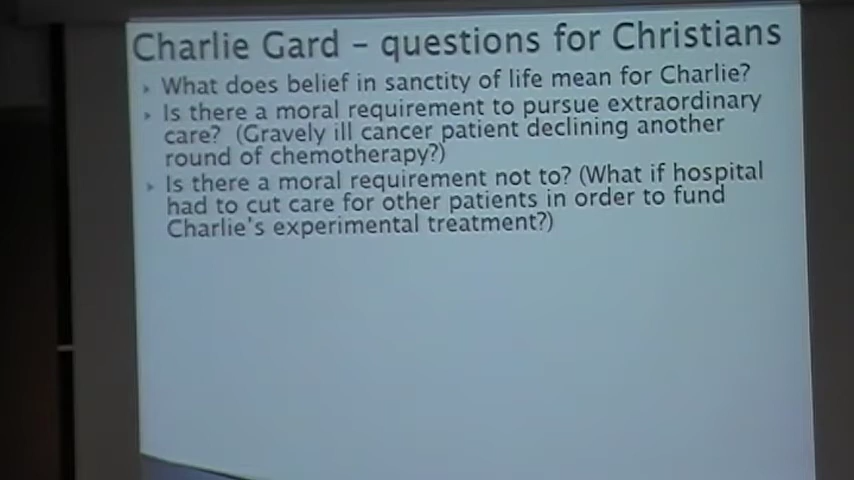 Charlie Gard – questions for Christians
What does belief in sanctity of life mean for Charlie?
Is there a moral requirement to pursue extraordinary
care? (Gravely ill cancer patient declining another
round of chemotherapy?)
Is there a moral requirement not to? (What if hospital
had to cut care for other patients in order to fund
Charlie's experimental treatment?)